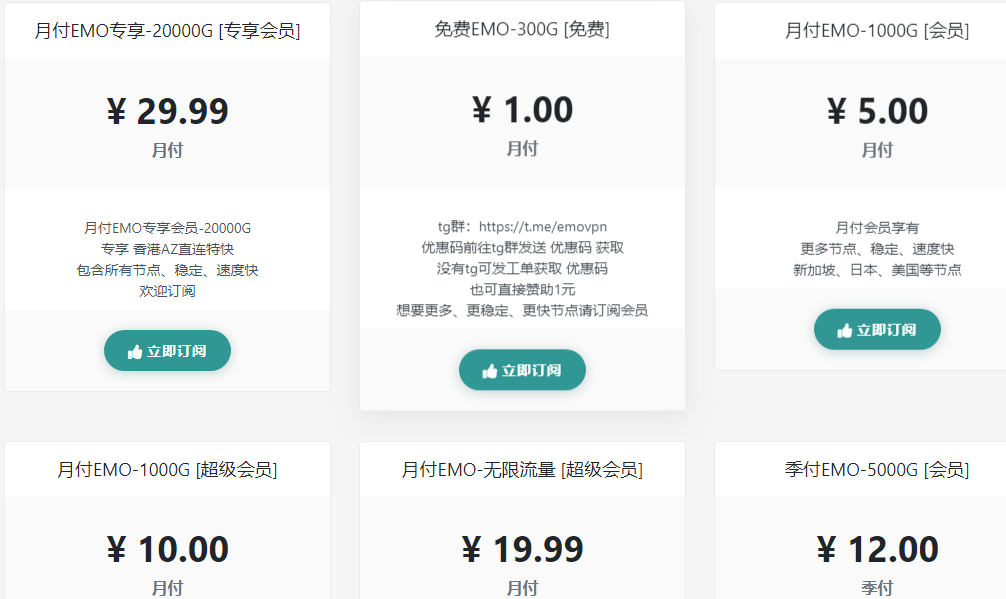 月付EMO专享-20000G [专享会员]
¥ 29.99
月付
月付EMO专享会员-20000G
专享 香港AZ直连特快
包含所有节点、稳定、速度快
欢迎订阅
立即订阅
免费EMO-300G [免费]
¥ 1.00
月付
tg群：https://t.me/emovpn
优惠码前往tg群发送 优惠码 获取
没有tg可发工单获取 优惠码
也可直接赞助1元
想要更多、更稳定、更快节点请订阅会员
立即订阅
月付EMO-1000G [会员]
¥ 5.00
月付
月付会员享有
更多节点、稳定、速度快
新加坡、日本、美国等节点
立即订阅
月付EMO-1000G [超级会员]
¥ 10.00
月付
月付EMO-无限流量 [超级会员]
¥ 19.99
月付
季付EMO-5000G [会员]
¥ 12.00
季付